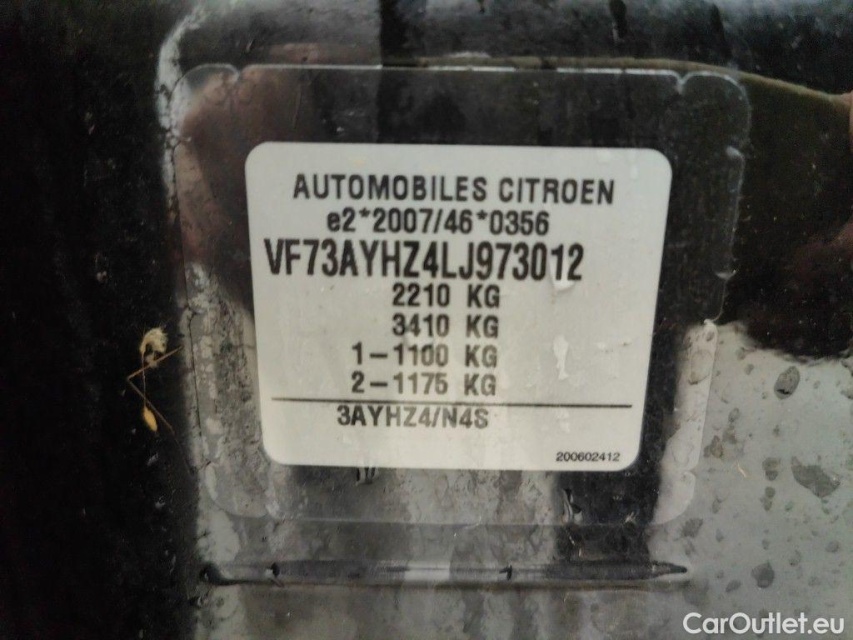 AUTOMOBILES CITROEN
e2*2007/46*0356
VF73AYHZ4LJ973012
2210 KG
3410 KG
1-1100 KG
2-1175 KG
3AYHZ4/N4S
200602412
CarOutlet.eu